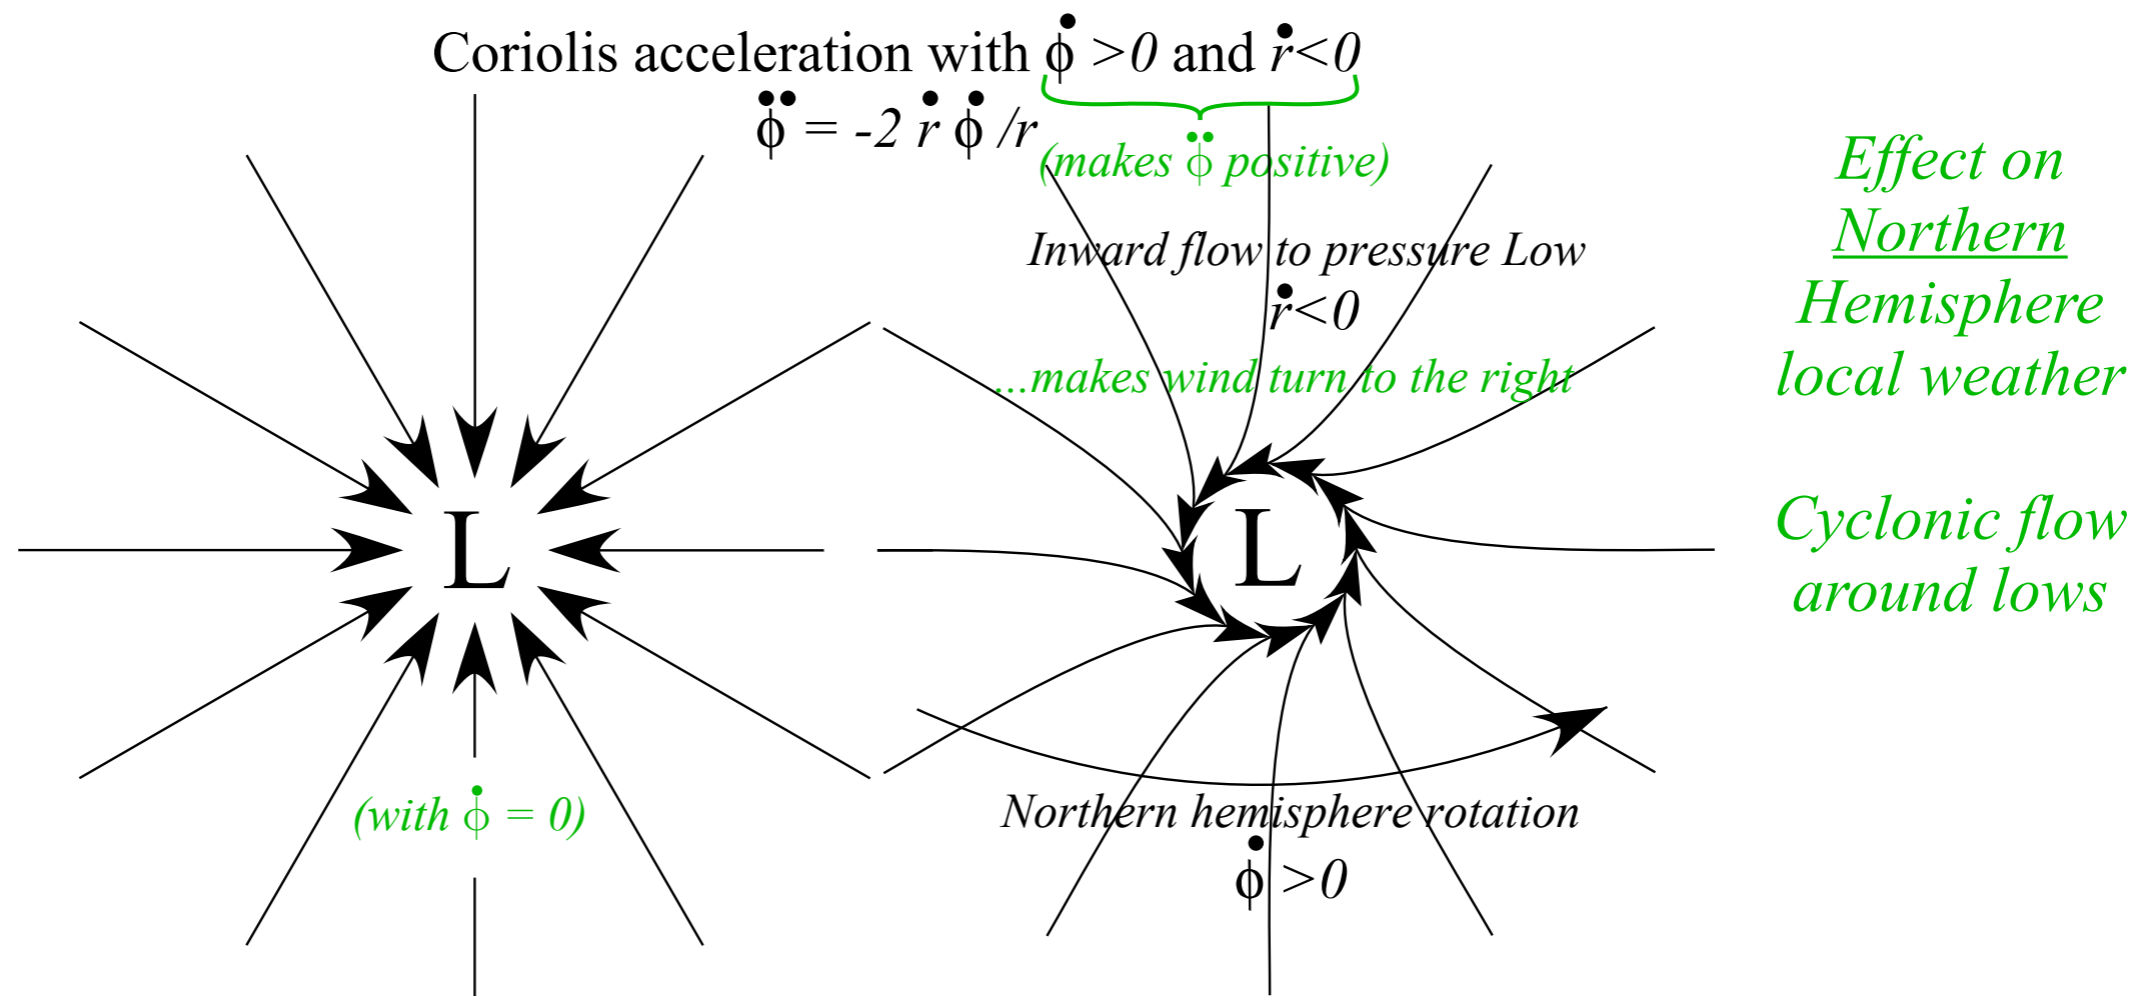 Coriolis acceleration with ϕ̇ >0 and ṙ<0
ϕ̈ = -2 ṙ ϕ̇ /r
(makes ϕ̈ positive)
Inward flow to pressure Low
ṙ<0
...makes wind turn to the right
L
L
(with ϕ̇ = 0)
Northern hemisphere rotation
ϕ̇ >0
Effect on
Northern
Hemisphere
local weather
Cyclonic flow
around lows